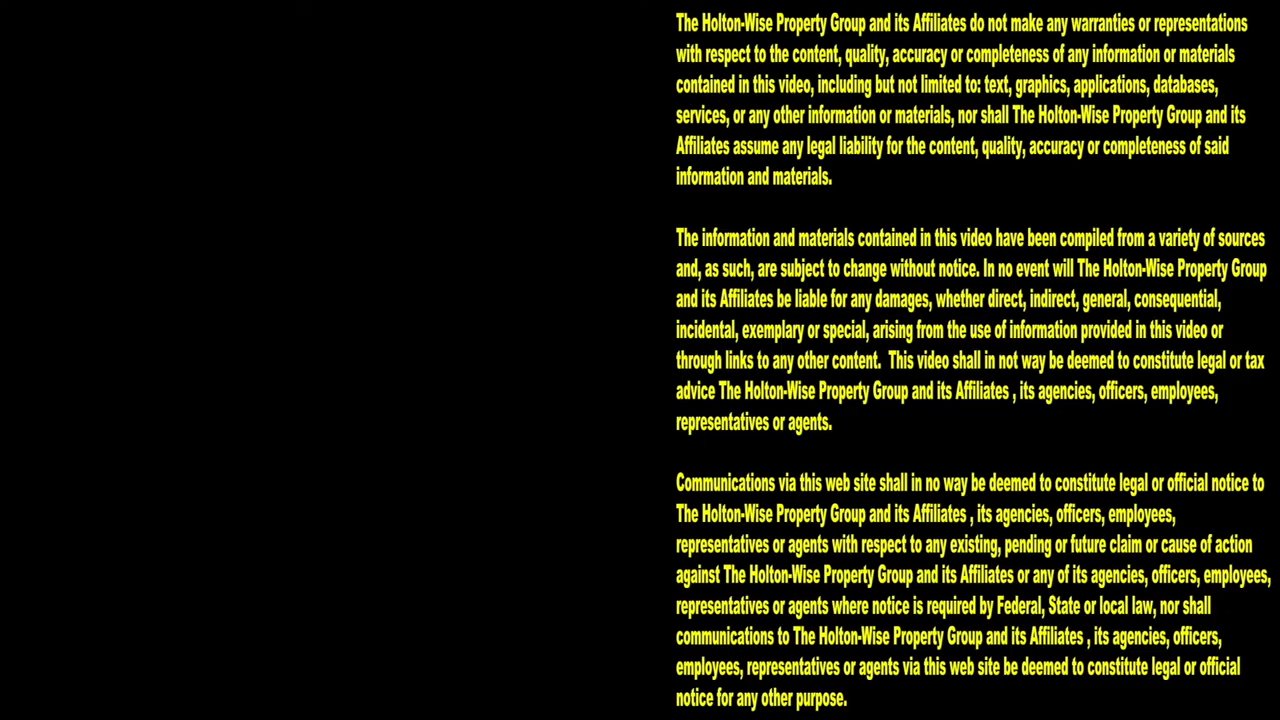 The Holton-Wise Property Group and its Affiliates do not make any warranties or representations
with respect to the content, quality, accuracy or completeness of any information or materials
contained in this video, including but not limited to: text, graphics, applications, databases,
services, or any other information or materials, nor shall The Holton-Wise Property Group and its
Affiliates assume any legal liability for the content, quality, accuracy or completeness of said
information and materials.
The information and materials contained in this video have been compiled from a variety of sources
and, as such, are subject to change without notice. In no event will The Holton-Wise Property Group
and its Affiliates be liable for any damages, whether direct, indirect, general, consequential,
incidental, exemplary or special, arising from the use of information provided in this video or
through links to any other content.  This video shall in not way be deemed to constitute legal or tax
advice The Holton-Wise Property Group and its Affiliates , its agencies, officers, employees,
representatives or agents.
Communications via this web site shall in no way be deemed to constitute legal or official notice to
The Holton-Wise Property Group and its Affiliates , its agencies, officers, employees,
representatives or agents with respect to any existing, pending or future claim or cause of action
against The Holton-Wise Property Group and its Affiliates or any of its agencies, officers, employees,
representatives or agents where notice is required by Federal, State or local law, nor shall
communications to The Holton-Wise Property Group and its Affiliates , its agencies, officers,
employees, representatives or agents via this web site be deemed to constitute legal or official
notice for any other purpose.